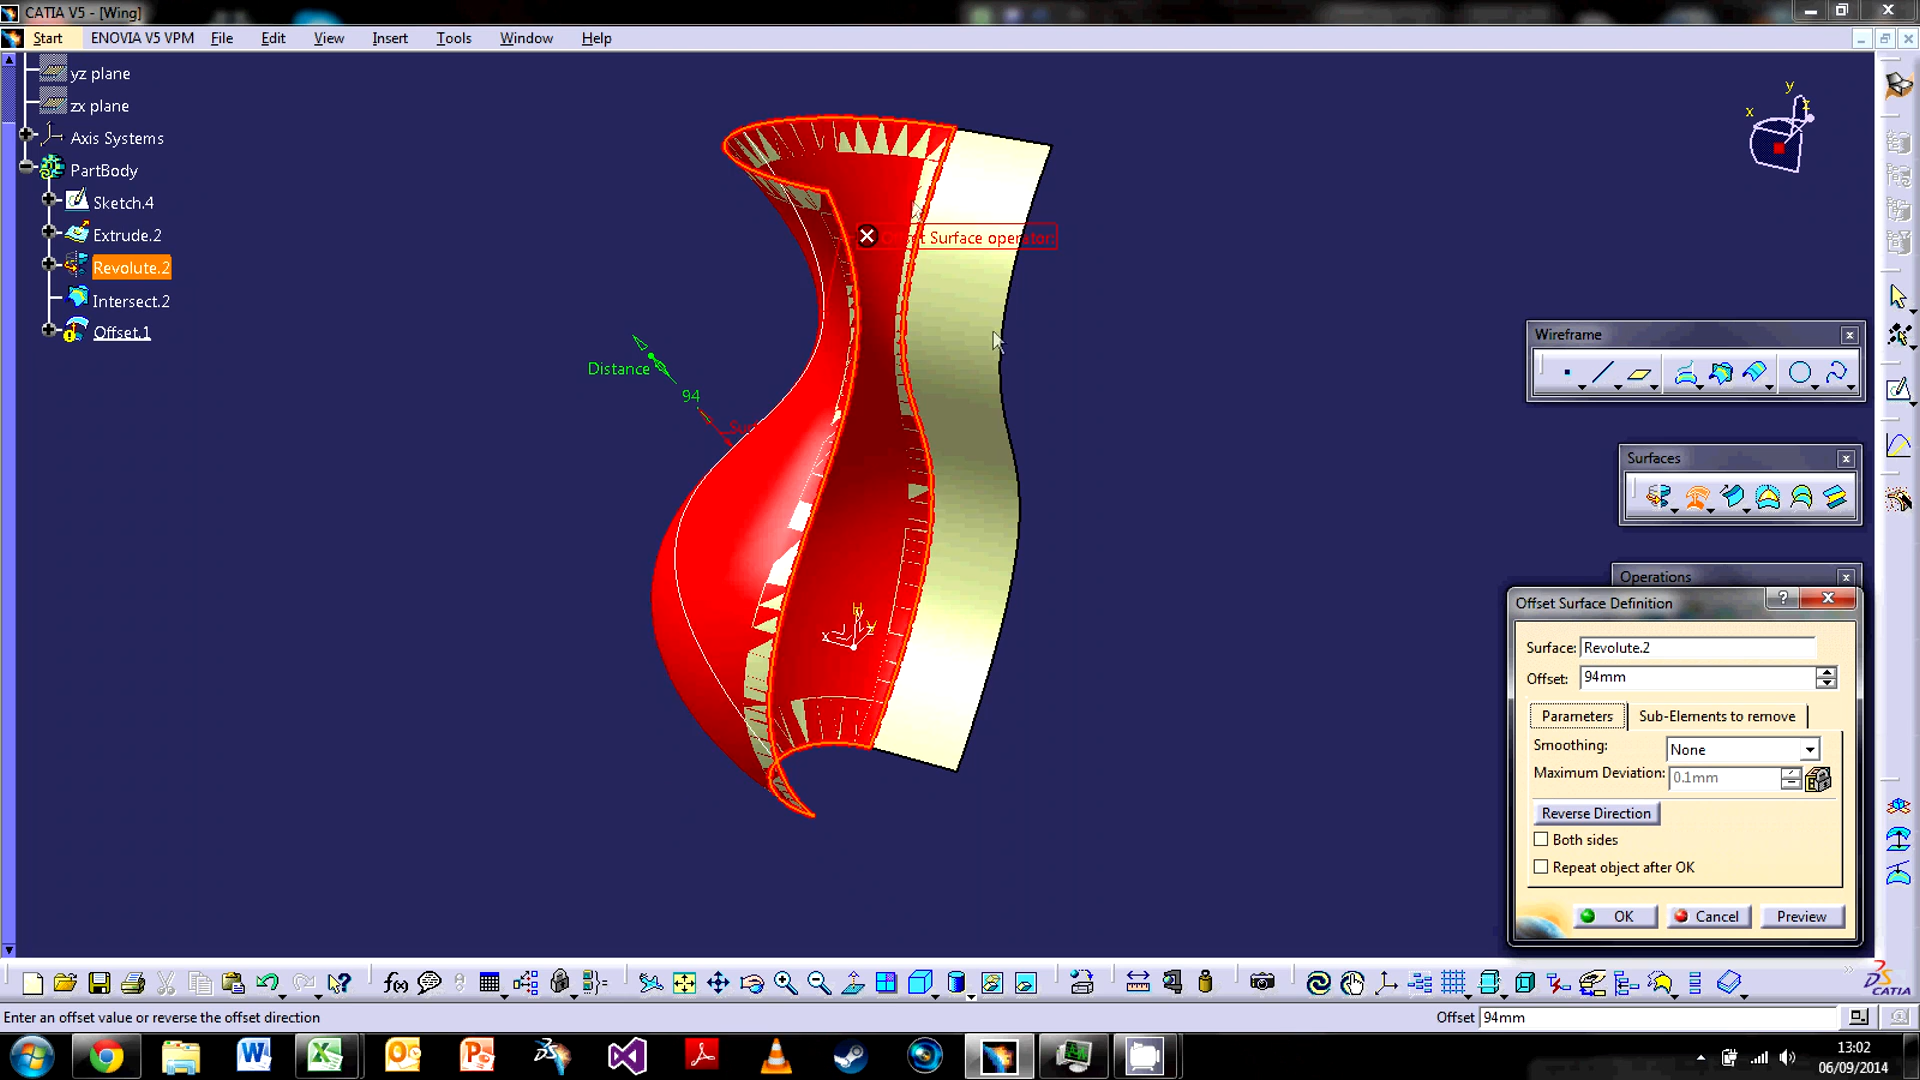 CATIA V5 - [Wing]
Start ENOVIA V5 VPM File Edit View Insert Tools Window Help
yz plane
zx plane
Axis Systems
PartBody
Sketch.4
Extrude.2
Revolute.2
Intersect.2
Offset.1
Distance
94
Surface operator:
x y z
x y
Wireframe
Surfaces
Operations
Offset Surface Definition
Surface: Revolute.2
Offset: 94mm
Parameters Sub-Elements to remove
Smoothing: None
Maximum Deviation: 0.1mm
Reverse Direction
Both sides
Repeat object after OK
OK Cancel Preview
f(x)
CATIA
Enter an offset value or reverse the offset direction
Offset 94mm
13:02
06/09/2014